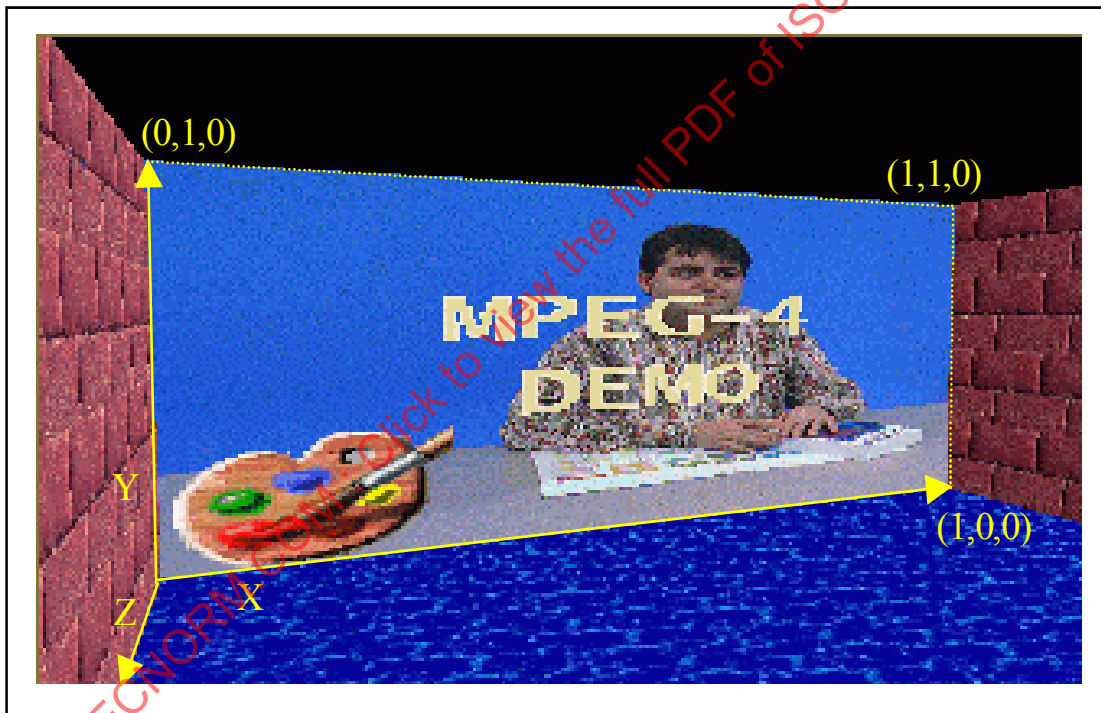 (0,1,0)
(1,1,0)
MPEG-4
DEMO
Y
(1,0,0)
X
Z
ECNORM.COM: Click to view the full PDF of ISO